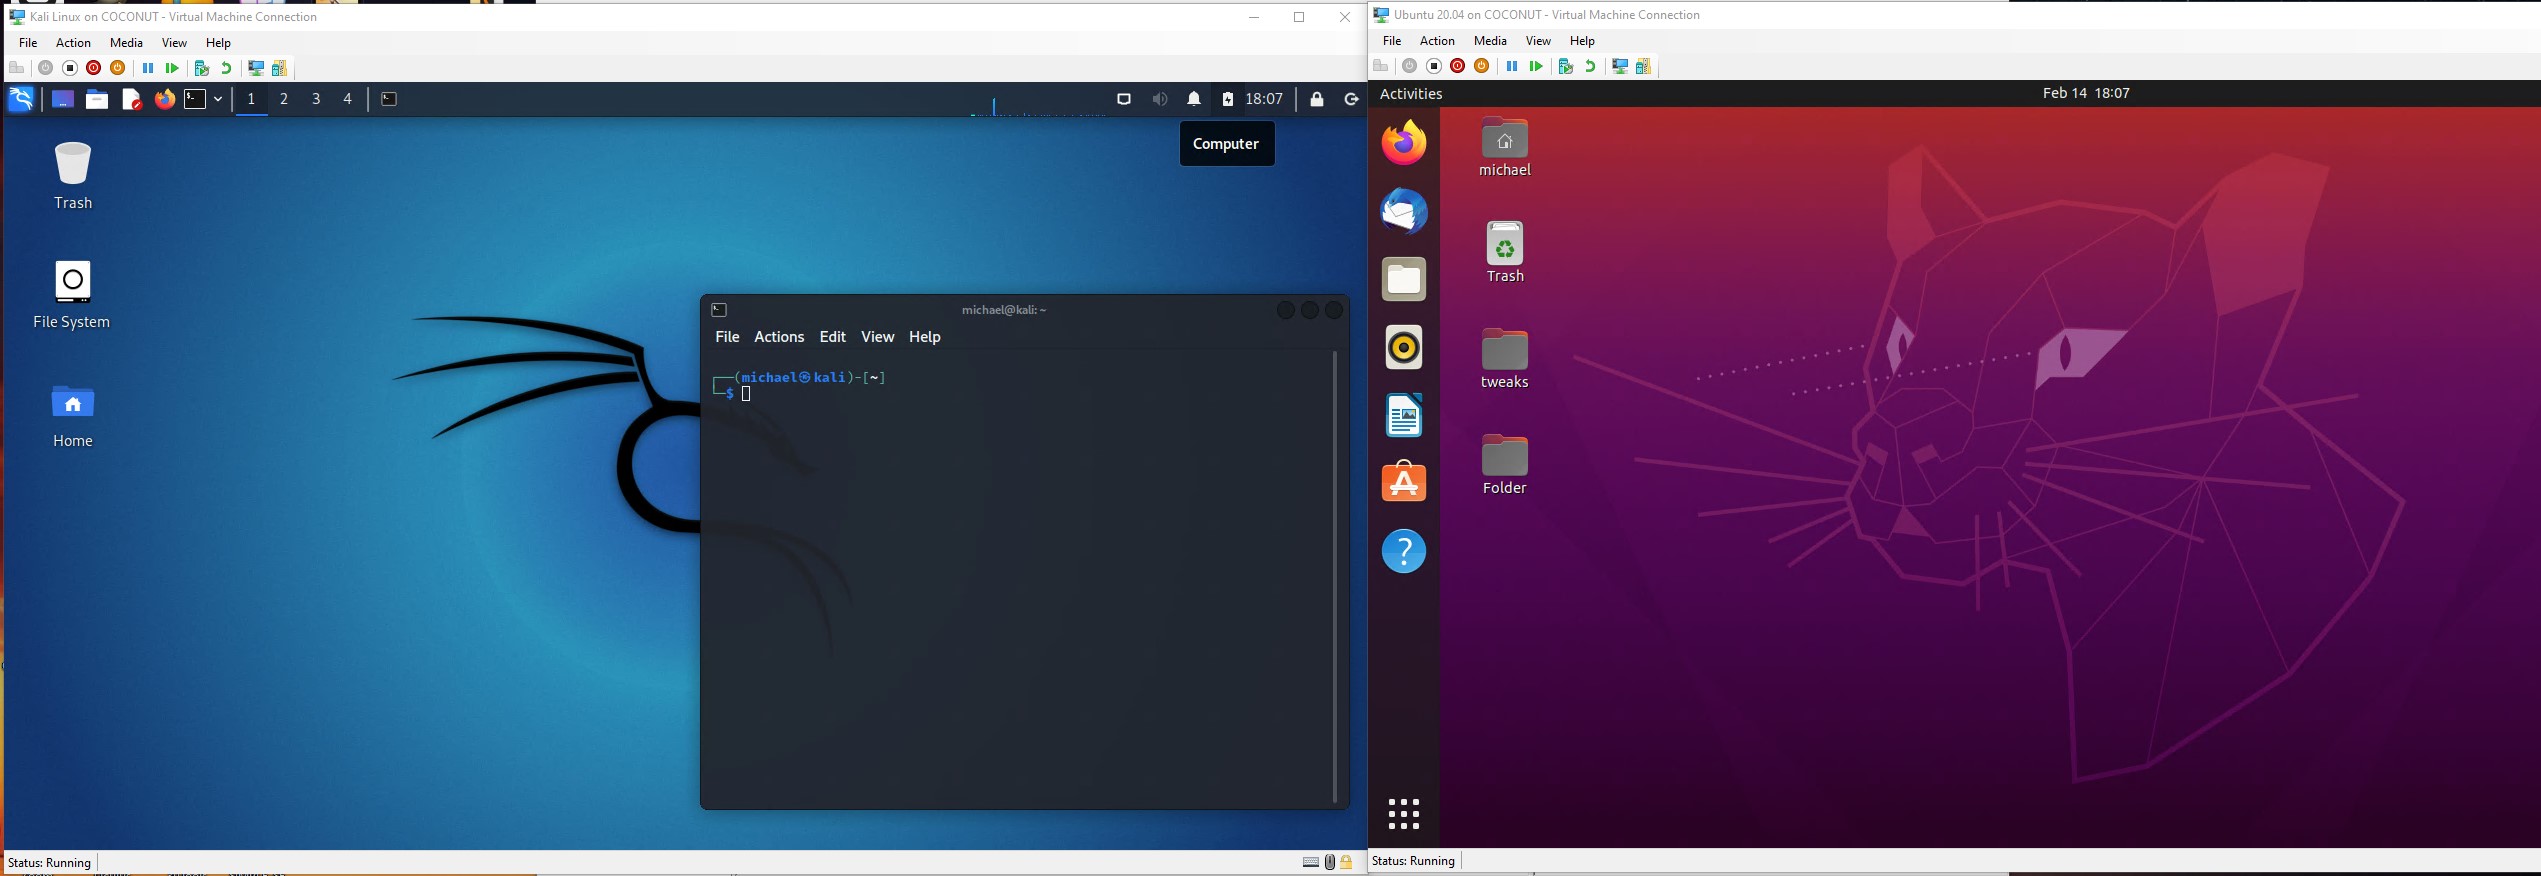 Kali Linux on COCONUT - Virtual Machine Connection
File Action Media View Help
1 2 3 4 18:07
Computer
Trash
File System
Home
michael@kali: ~
File Actions Edit View Help
┌──(michael㉿kali)-[~]
└─$
Status: Running
Ubuntu 20.04 on COCONUT - Virtual Machine Connection
File Action Media View Help
Activities Feb 14 18:07
michael
Trash
tweaks
Folder
Status: Running